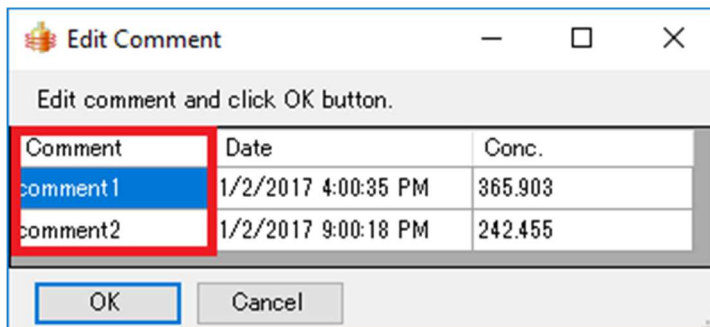 Edit Comment
Edit comment and click OK button.
Comment Date Conc.
comment1 1/2/2017 4:00:35 PM 365.903
comment2 1/2/2017 9:00:18 PM 242.455
OK Cancel